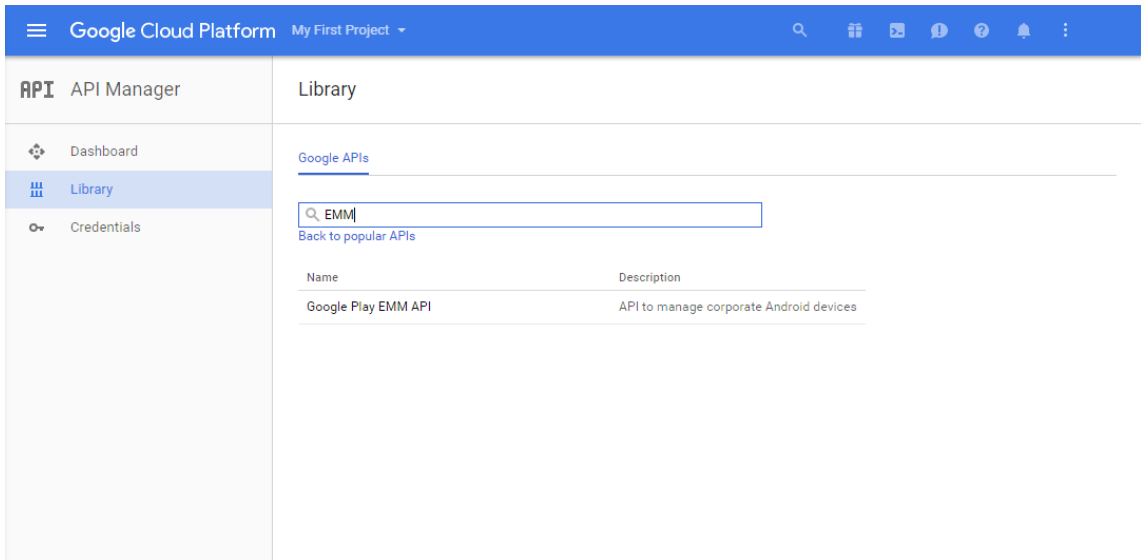 Google Cloud Platform My First Project
API API Manager
Library
Dashboard
Library
Credentials
Google APIs
EMM
Back to popular APIs
Name Description
Google Play EMM API API to manage corporate Android devices